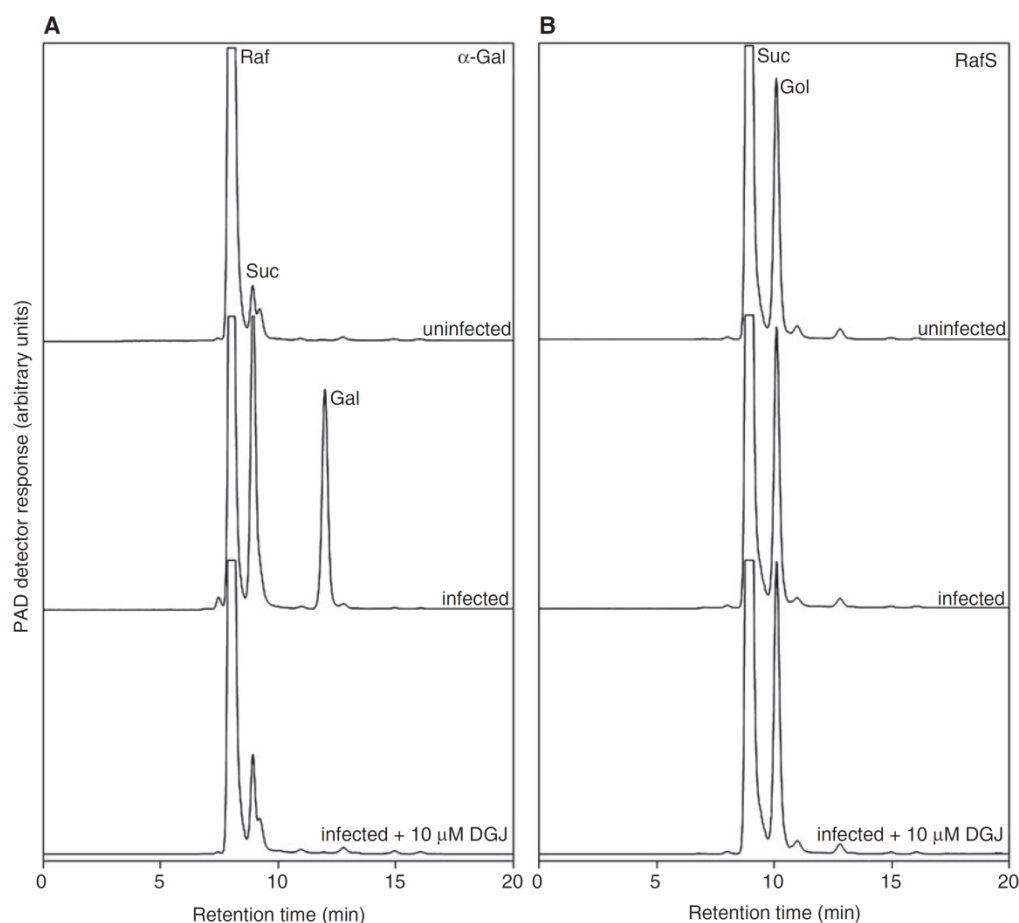 A
B
Raf
α-Gal
Suc
uninfected
Gal
infected
infected + 10 μM DGJ
Suc
RafS
Gol
uninfected
infected
infected + 10 μM DGJ
PAD detector response (arbitrary units)
0 5 10 15 20
0 5 10 15 20
Retention time (min)
Retention time (min)